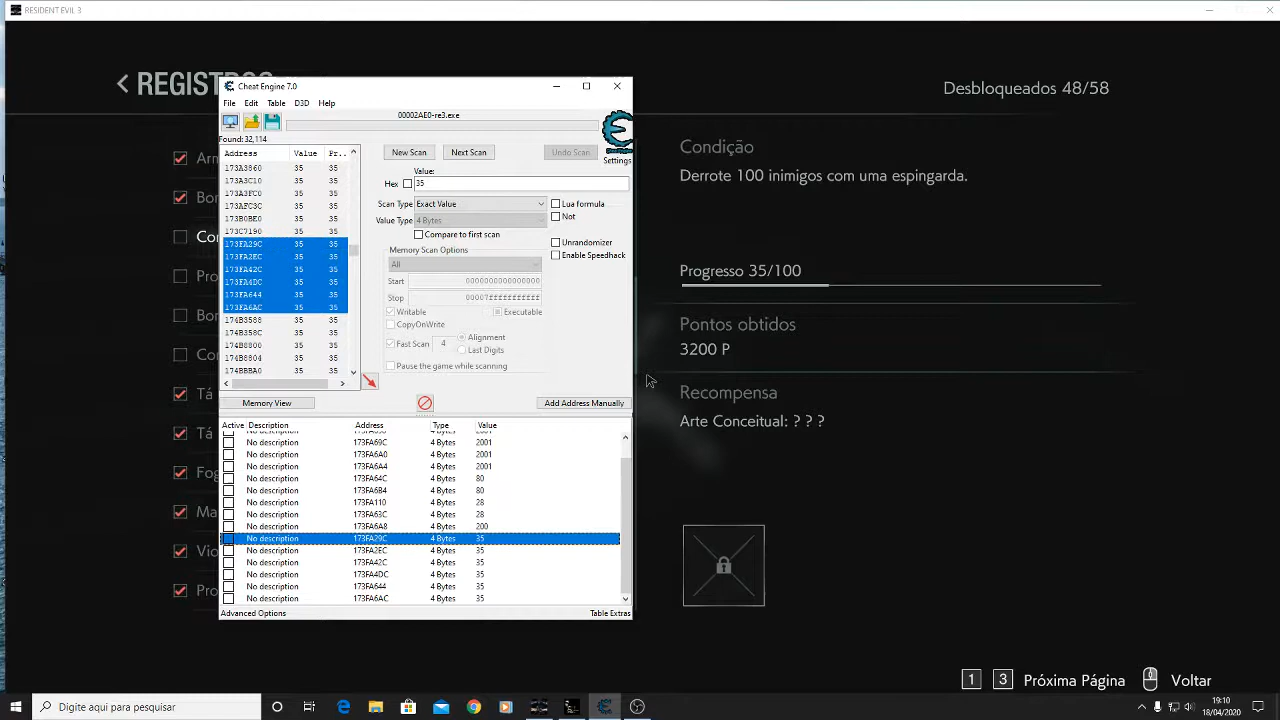 RESIDENT EVIL 3
REGISTROS
Desbloqueados 48/58
Cheat Engine 7.0
File Edit Table D3D Help
00002AE0-re3.exe
Found: 32,114
Settings
Address Value Pr..
173A3860 35 35
173A3C10 35 35
173A3FC0 35 35
173B0BE0 35 35
173C7190 35 35
173FA29C 35 35
173FA2EC 35 35
173FA42C 35 35
173FA4DC 35 35
173FA644 35 35
173FA6AC 35 35
174B3588 35 35
174B358C 35 35
174B8800 35 35
174B8804 35 35
174BBBA0 35 35
New Scan Next Scan Undo Scan
Value:
Hex 35
Scan Type Exact Value
Lua formula
Not
Value Type 4 Bytes
Compare to first scan
Unrandomizer
Enable Speedhack
Memory Scan Options
All
Start 0000000000000000
Stop 00007fffffffffff
Writable Executable
CopyOnWrite
Fast Scan 4 Alignment
Last Digits
Pause the game while scanning
Memory View
Add Address Manually
Active Description Address Type Value
No description 173FA69C 4 Bytes 2001
No description 173FA6A0 4 Bytes 2001
No description 173FA6A4 4 Bytes 2001
No description 173FA64C 4 Bytes 80
No description 173FA6B4 4 Bytes 80
No description 173FA110 4 Bytes 28
No description 173FA63C 4 Bytes 28
No description 173FA6A8 4 Bytes 200
No description 173FA29C 4 Bytes 35
No description 173FA2EC 4 Bytes 35
No description 173FA42C 4 Bytes 35
No description 173FA4DC 4 Bytes 35
No description 173FA644 4 Bytes 35
No description 173FA6AC 4 Bytes 35
Advanced Options
Table Extras
Condição
Derrote 100 inimigos com uma espingarda.
Progresso 35/100
Pontos obtidos
3200 P
Recompensa
Arte Conceitual: ? ? ?
1 3 Próxima Página Voltar
Digite aqui para pesquisar
19:10
18/04/2020